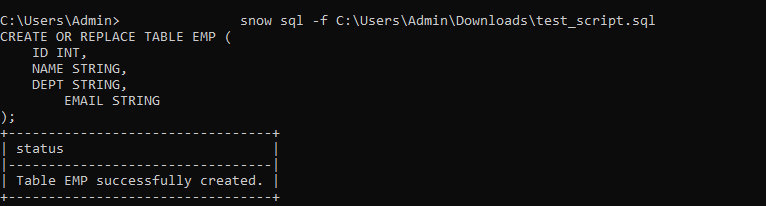 C:\Users\Admin>               snow sql -f C:\Users\Admin\Downloads\test_script.sql
CREATE OR REPLACE TABLE EMP (
    ID INT,
    NAME STRING,
    DEPT STRING,
        EMAIL STRING
);
+---------------------------------+
| status                          |
|---------------------------------|
| Table EMP successfully created. |
+---------------------------------+